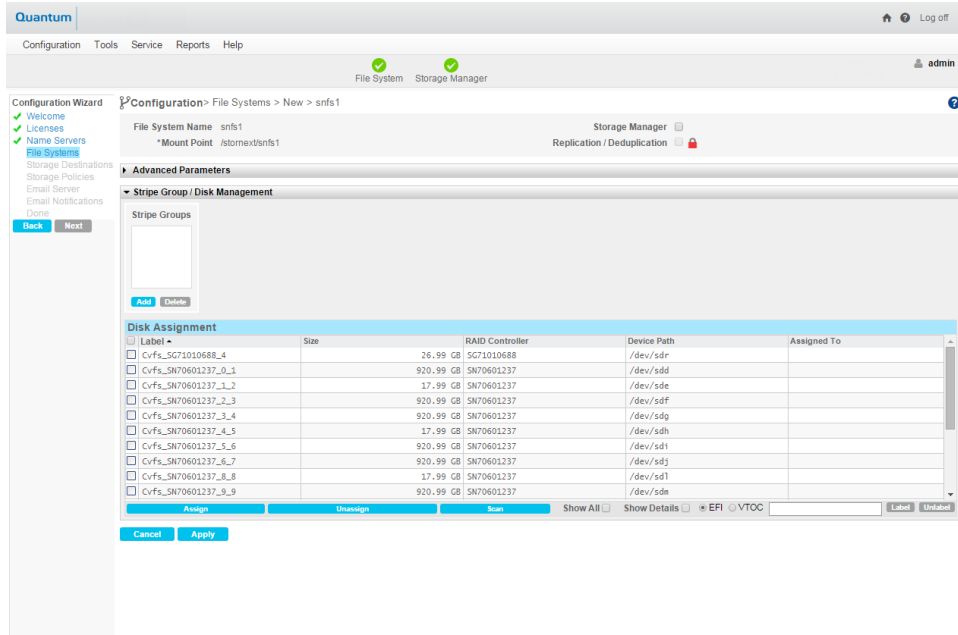 Quantum
Log off
Configuration Tools Service Reports Help
File System Storage Manager
admin
Configuration Wizard
Welcome
Licenses
Name Servers
File Systems
Storage Destinations
Storage Policies
Email Server
Email Notifications
Done
Back Next
Configuration> File Systems > New > snfs1
File System Name snfs1 Storage Manager
*Mount Point /stornext/snfs1 Replication / Deduplication
Advanced Parameters
Stripe Group / Disk Management
Stripe Groups
Add Delete
Disk Assignment
Label Size RAID Controller Device Path Assigned To
Cvfs_SG71010688_4 26.99 GB SG71010688 /dev/sdr
Cvfs_SN70601237_0_1 920.99 GB SN70601237 /dev/sdd
Cvfs_SN70601237_1_2 17.99 GB SN70601237 /dev/sde
Cvfs_SN70601237_2_3 920.99 GB SN70601237 /dev/sdf
Cvfs_SN70601237_3_4 920.99 GB SN70601237 /dev/sdg
Cvfs_SN70601237_4_5 17.99 GB SN70601237 /dev/sdh
Cvfs_SN70601237_5_6 920.99 GB SN70601237 /dev/sdi
Cvfs_SN70601237_6_7 920.99 GB SN70601237 /dev/sdj
Cvfs_SN70601237_8_8 17.99 GB SN70601237 /dev/sdl
Cvfs_SN70601237_9_9 920.99 GB SN70601237 /dev/sdm
Assign Unassign Scan Show All Show Details EFI VTOC Label Unlabel
Cancel Apply